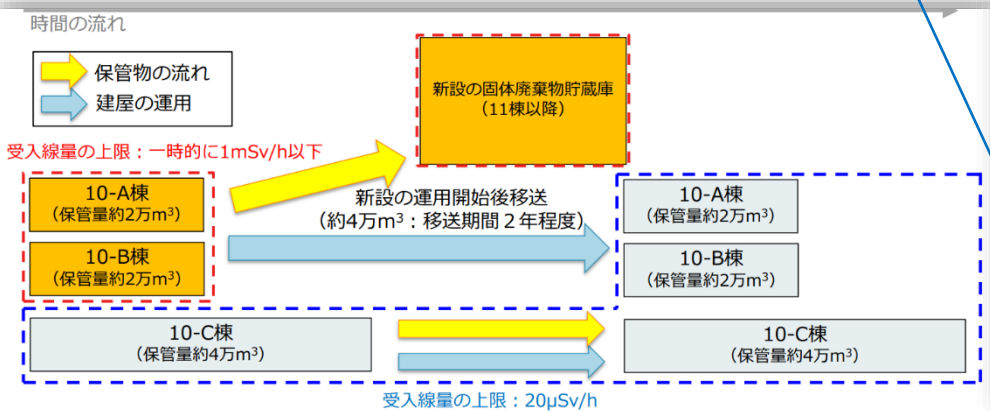 時間の流れ
保管物の流れ
建屋の運用
新設の固体廃棄物貯蔵庫
（11棟以降）
受入線量の上限：一時的に1mSv/h以下
10-A棟
（保管量約2万m³）
10-B棟
（保管量約2万m³）
新設の運用開始後移送
（約4万m³：移送期間２年程度）
10-A棟
（保管量約2万m³）
10-B棟
（保管量約2万m³）
10-C棟
（保管量約4万m³）
10-C棟
（保管量約4万m³）
受入線量の上限：20μSv/h